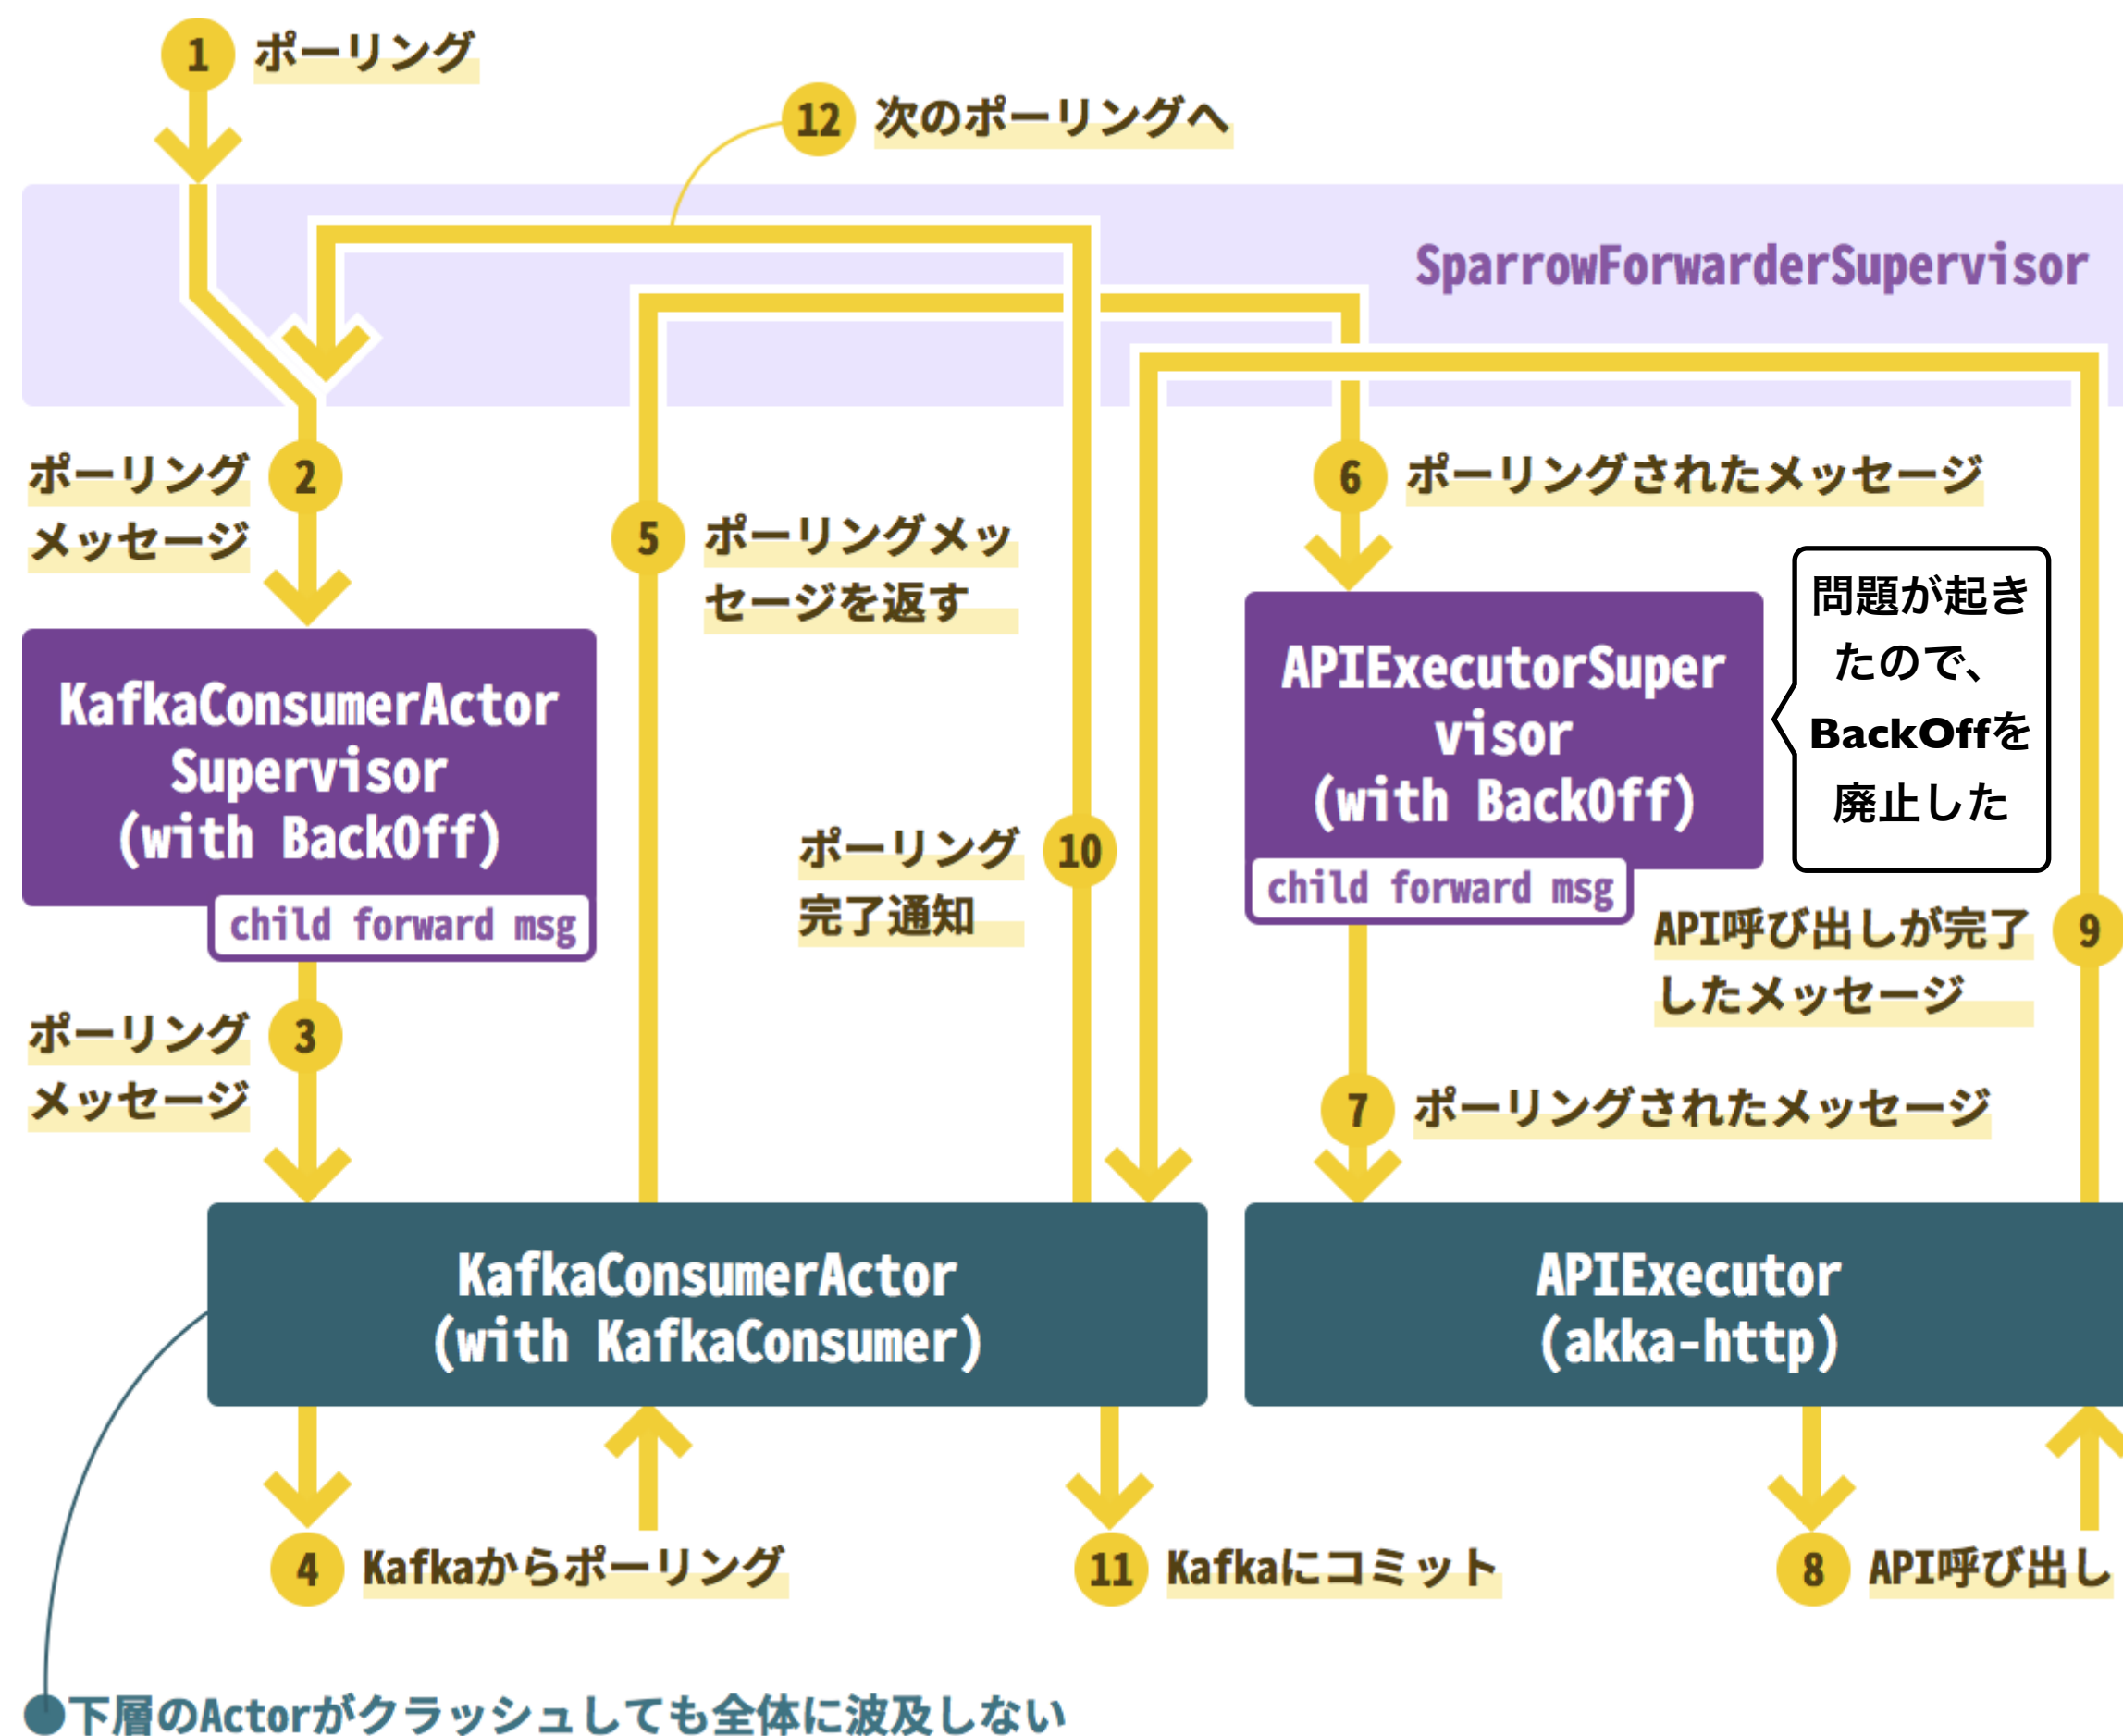 1 ポーリング
12 次のポーリングへ
SparrowForwarderSupervisor
ポーリング
メッセージ
2
5 ポーリングメッ
セージを返す
6 ポーリングされたメッセージ
KafkaConsumerActor
Supervisor
(with BackOff)
child forward msg
APIExecutorSuper
visor
(with BackOff)
child forward msg
問題が起き
たので、
BackOffを
廃止した
ポーリング
完了通知
10
API呼び出しが完了
したメッセージ
9
ポーリング
メッセージ
3
7 ポーリングされたメッセージ
KafkaConsumerActor
(with KafkaConsumer)
APIExecutor
(akka-http)
4 Kafkaからポーリング
11 Kafkaにコミット
8 API呼び出し
●下層のActorがクラッシュしても全体に波及しない